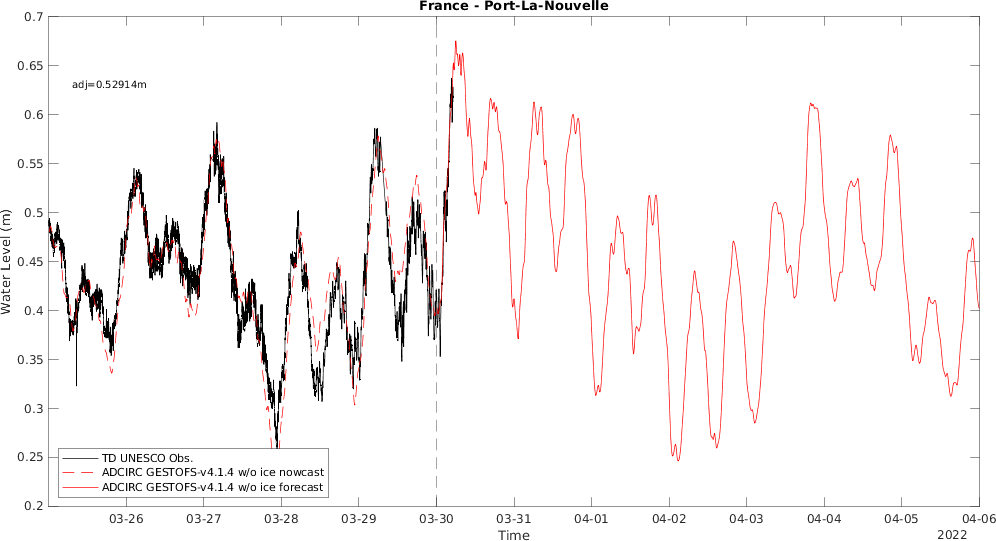 France - Port-La-Nouvelle
0.7
0.65
0.6
0.55
0.5
0.45
0.4
0.35
0.3
0.25
0.2
Water Level (m)
adj=0.52914m
TD UNESCO Obs.
ADCIRC GESTOFS-v4.1.4 w/o ice nowcast
ADCIRC GESTOFS-v4.1.4 w/o ice forecast
03-26 03-27 03-28 03-29 03-30 03-31 04-01 04-02 04-03 04-04 04-05 04-06
Time
2022